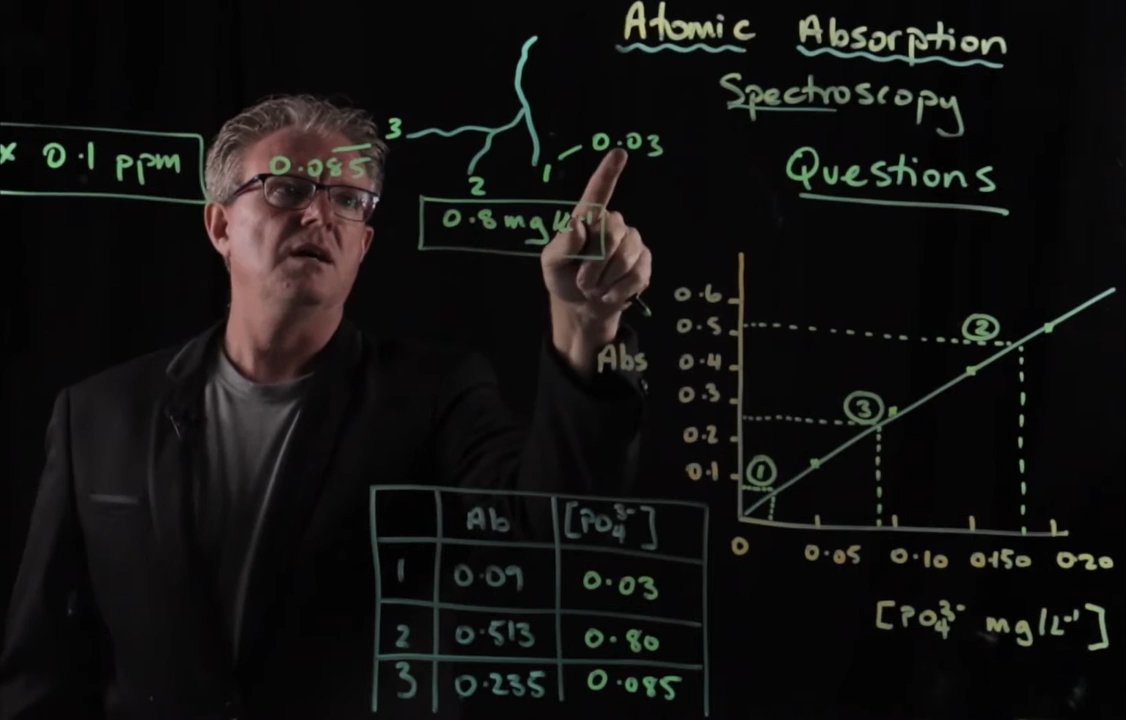 Atomic Absorption
Spectroscopy
Questions
x 0.1 ppm
0.085
3
2
1
0.03
0.8 mg
Abs
0.6
0.5
0.4
0.3
0.2
0.1
1
3
2
0 0.05 0.10 0.150 0.20
[PO₄³⁻ mg/L⁻¹]
Ab [PO₄³⁻]
1 0.09 0.03
2 0.513 0.80
3 0.235 0.085